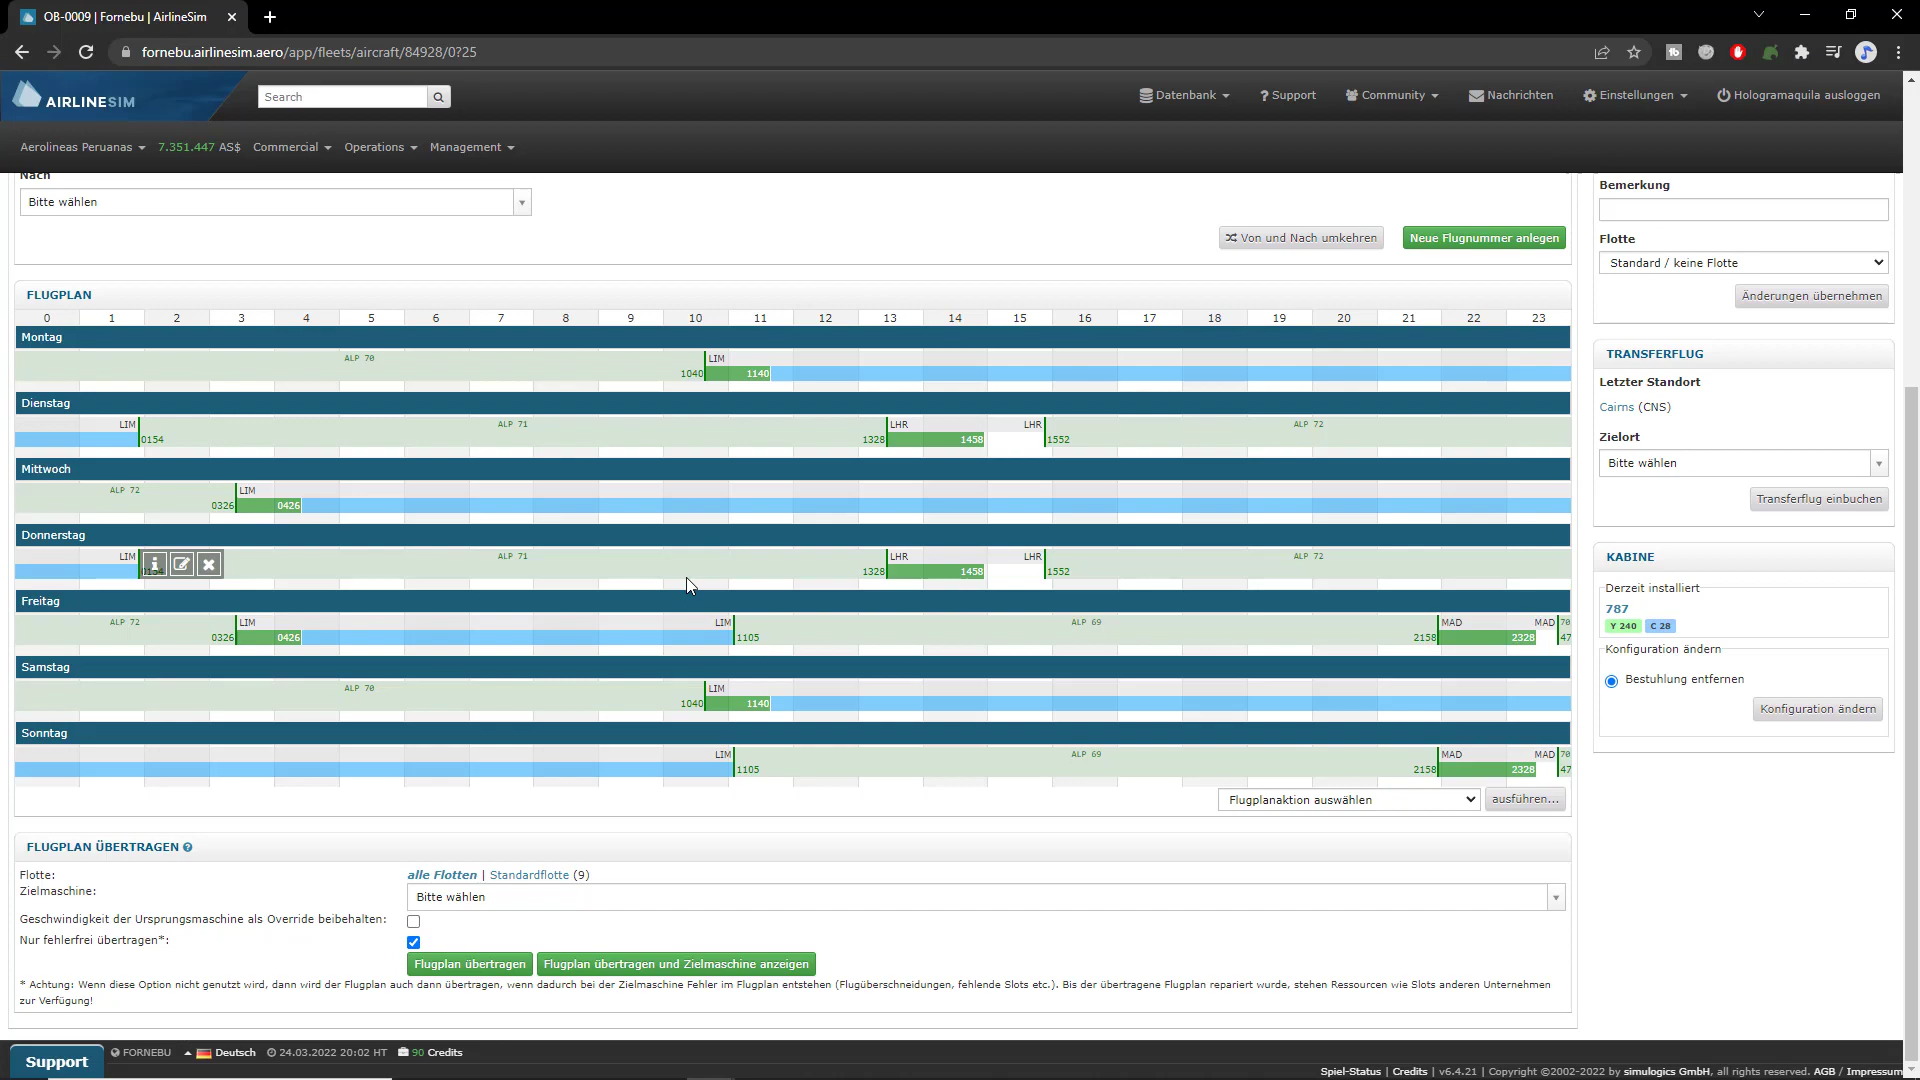 OB-0009 | Fornebu | AirlineSim
fornebu.airlinesim.aero/app/fleets/aircraft/84928/0?25
AIRLINESIM
Search
Datenbank
? Support
Community
Nachrichten
Einstellungen
Hologramaquila ausloggen
Aerolineas Peruanas
7.351.447 AS$
Commercial
Operations
Management
Nach
Bitte wählen
Von und Nach umkehren
Neue Flugnummer anlegen
FLUGPLAN
0 1 2 3 4 5 6 7 8 9 10 11 12 13 14 15 16 17 18 19 20 21 22 23
Montag
ALP 70 LIM
1040 1140
Dienstag
LIM ALP 71 LHR LHR ALP 72
0154 1328 1458 1552
Mittwoch
ALP 72 LIM
0326 0426
Donnerstag
LIM ALP 71 LHR LHR ALP 72
0154 1328 1458 1552
Freitag
ALP 72 LIM LIM ALP 69 MAD MAD 70
0326 0426 1105 2158 2328 47
Samstag
ALP 70 LIM
1040 1140
Sonntag
LIM ALP 69 MAD MAD 70
1105 2158 2328 47
Flugplanaktion auswählen
ausführen...
FLUGPLAN ÜBERTRAGEN
Flotte: alle Flotten | Standardflotte (9)
Zielmaschine: Bitte wählen
Geschwindigkeit der Ursprungsmaschine als Override beibehalten:
Nur fehlerfrei übertragen*:
Flugplan übertragen
Flugplan übertragen und Zielmaschine anzeigen
* Achtung: Wenn diese Option nicht genutzt wird, dann wird der Flugplan auch dann übertragen, wenn dadurch bei der Zielmaschine Fehler im Flugplan entstehen (Flugüberschneidungen, fehlende Slots etc.). Bis der übertragene Flugplan repariert wurde, stehen Ressourcen wie Slots anderen Unternehmen
zur Verfügung!
Bemerkung
Flotte
Standard / keine Flotte
Änderungen übernehmen
TRANSFERFLUG
Letzter Standort
Cairns (CNS)
Zielort
Bitte wählen
Transferflug einbuchen
KABINE
Derzeit installiert
787
Y 240 C 28
Konfiguration ändern
Bestuhlung entfernen
Konfiguration ändern
Support
FORNEBU
Deutsch
24.03.2022 20:02 HT
90 Credits
Spiel-Status | Credits | v6.4.21 | Copyright ©2002-2022 by simulogics GmbH, all rights reserved. AGB / Impressum